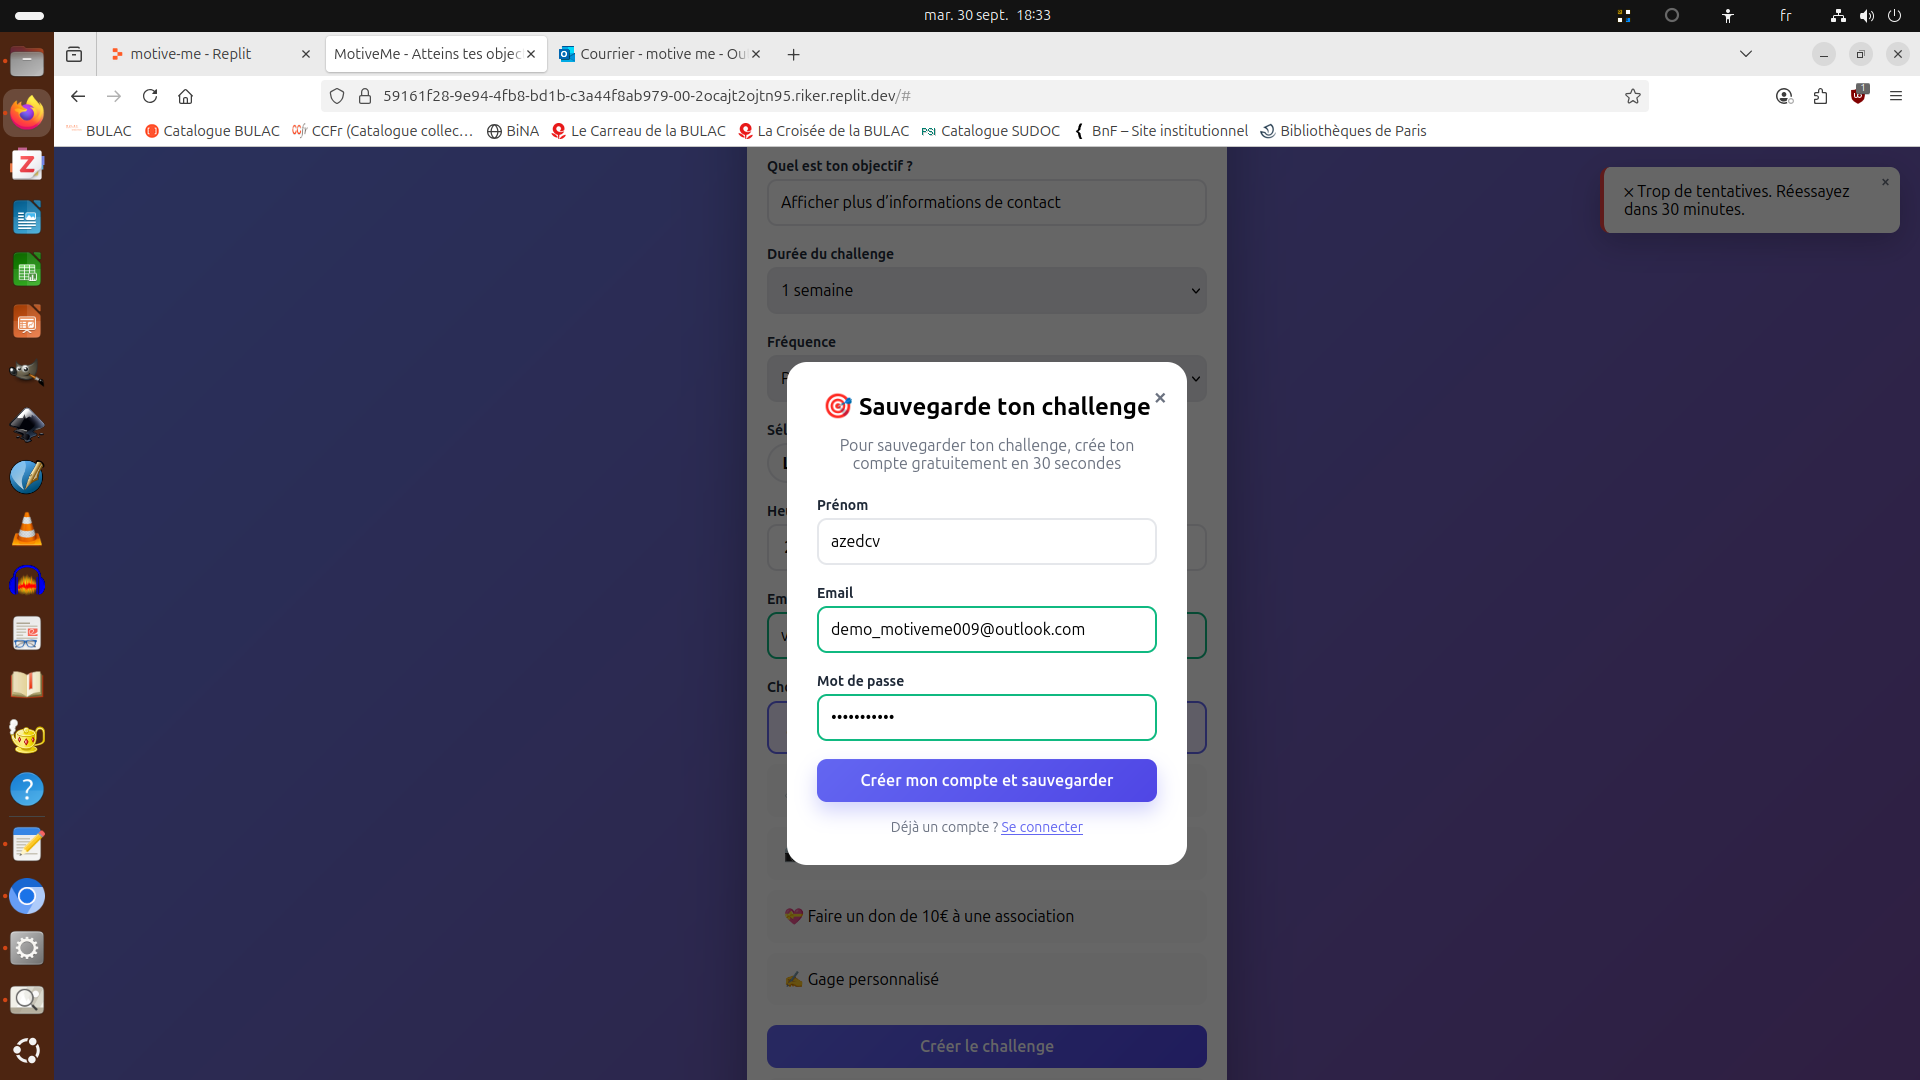 mar. 30 sept. 18:33
fr
motive-me - Replit
MotiveMe - Atteins tes objec
Courrier - motive me - Ou
59161f28-9e94-4fb8-bd1b-c3a44f8ab979-00-2ocajt2ojtn95.riker.replit.dev/#
1
BULAC
Catalogue BULAC
CCFr (Catalogue collec…
BiNA
Le Carreau de la BULAC
La Croisée de la BULAC
PSI Catalogue SUDOC
BnF – Site institutionnel
Bibliothèques de Paris
Quel est ton objectif ?
Afficher plus d’informations de contact
Durée du challenge
1 semaine
Fréquence
Sél
Heu
Em
Cho
🎯 Sauvegarde ton challenge
×
Pour sauvegarder ton challenge, crée ton
compte gratuitement en 30 secondes
Prénom
azedcv
Email
demo_motiveme009@outlook.com
Mot de passe
•••••••••••
Créer mon compte et sauvegarder
Déjà un compte ? Se connecter
💝 Faire un don de 10€ à une association
✍️ Gage personnalisé
Créer le challenge
× Trop de tentatives. Réessayez
dans 30 minutes.
×